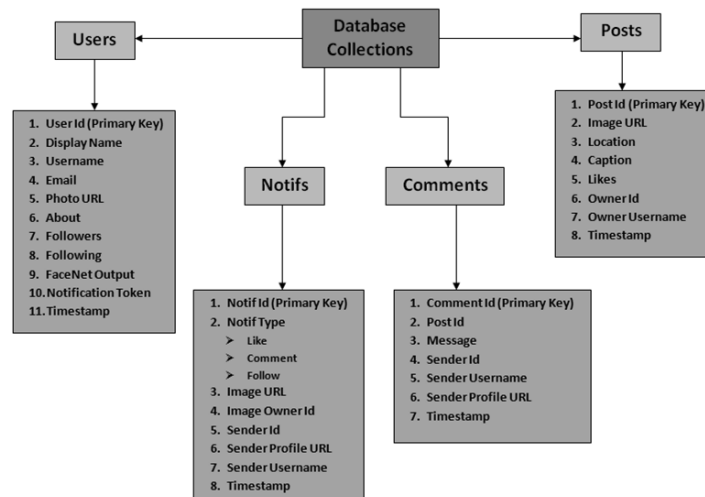 Database
Collections
Users
Posts
1. User Id (Primary Key)
2. Display Name
3. Username
4. Email
5. Photo URL
6. About
7. Followers
8. Following
9. FaceNet Output
10. Notification Token
11. Timestamp
Notifs
Comments
1. Post Id (Primary Key)
2. Image URL
3. Location
4. Caption
5. Likes
6. Owner Id
7. Owner Username
8. Timestamp
1. Notif Id (Primary Key)
2. Notif Type
➢ Like
➢ Comment
➢ Follow
3. Image URL
4. Image Owner Id
5. Sender Id
6. Sender Profile URL
7. Sender Username
8. Timestamp
1. Comment Id (Primary Key)
2. Post Id
3. Message
4. Sender Id
5. Sender Username
6. Sender Profile URL
7. Timestamp